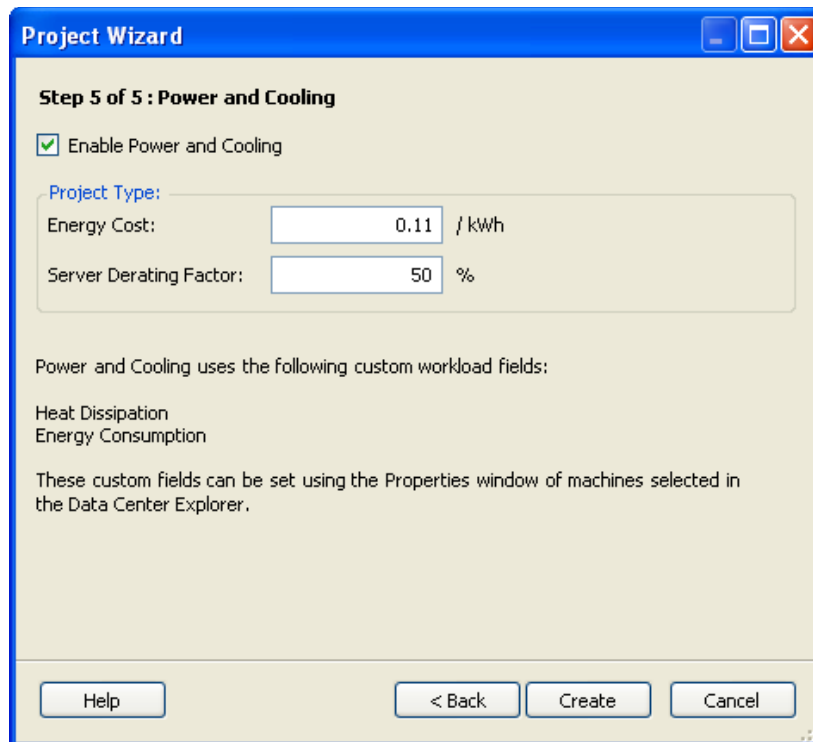 Project Wizard
Step 5 of 5 : Power and Cooling
Enable Power and Cooling
Project Type:
Energy Cost: 0.11 / kWh
Server Derating Factor: 50 %
Power and Cooling uses the following custom workload fields:
Heat Dissipation
Energy Consumption
These custom fields can be set using the Properties window of machines selected in
the Data Center Explorer.
Help < Back Create Cancel